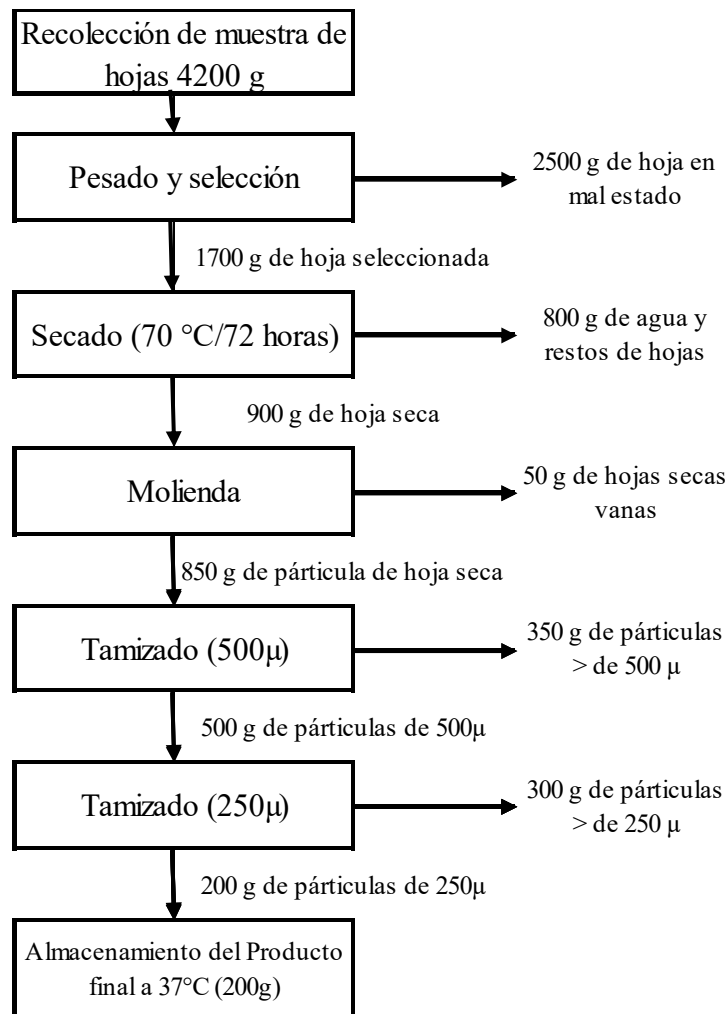 Recolección de muestra de
hojas 4200 g
Pesado y selección
2500 g de hoja en
mal estado
1700 g de hoja seleccionada
Secado (70 °C/72 horas)
800 g de agua y
restos de hojas
900 g de hoja seca
Molienda
50 g de hojas secas
vanas
850 g de párticula de hoja seca
Tamizado (500µ)
350 g de párticulas
> de 500 µ
500 g de párticulas de 500µ
Tamizado (250µ)
300 g de párticulas
> de 250 µ
200 g de párticulas de 250µ
Almacenamiento del Producto
final a 37°C (200g)